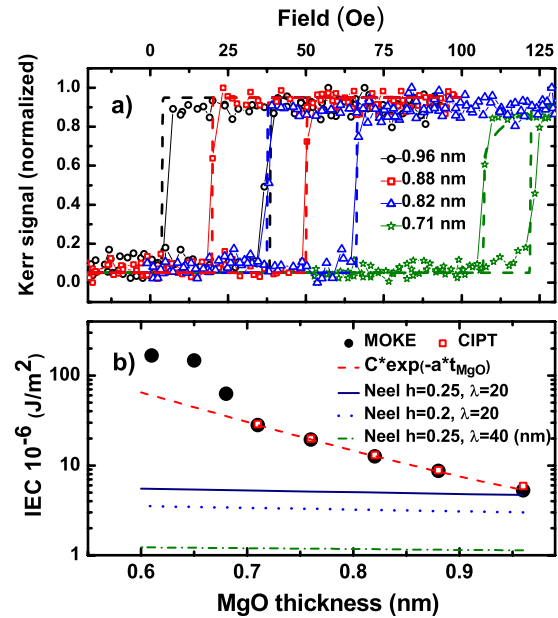 Field (Oe)
0 25 50 75 100 125
a)
Kerr signal (normalized)
1.0
0.8
0.6
0.4
0.2
0.0
0.96 nm
0.88 nm
0.82 nm
0.71 nm
b)
MOKE CIPT
C*exp(-a*t_MgO)
Neel h=0.25, λ=20
Neel h=0.2, λ=20
Neel h=0.25, λ=40 (nm)
IEC 10⁻⁶ (J/m²)
100
10
1
0.6 0.7 0.8 0.9
MgO thickness (nm)